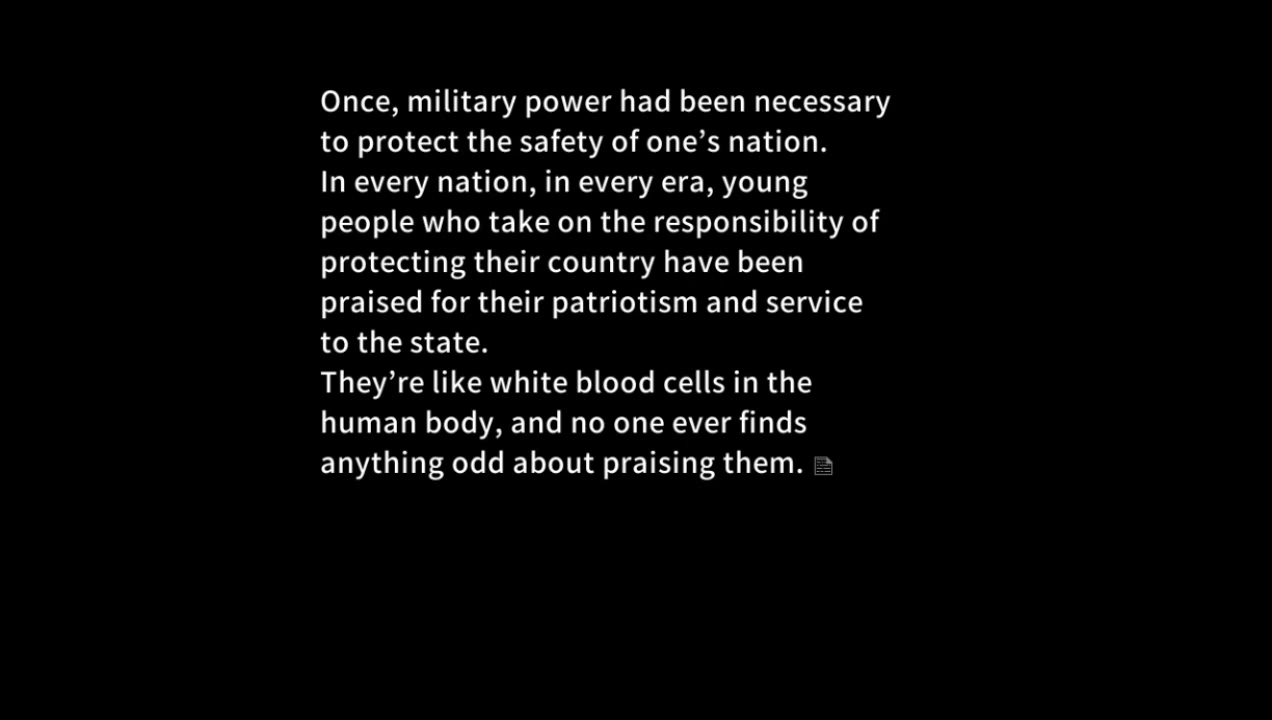 Once, military power had been necessary
to protect the safety of one’s nation.
In every nation, in every era, young
people who take on the responsibility of
protecting their country have been
praised for their patriotism and service
to the state.
They’re like white blood cells in the
human body, and no one ever finds
anything odd about praising them.